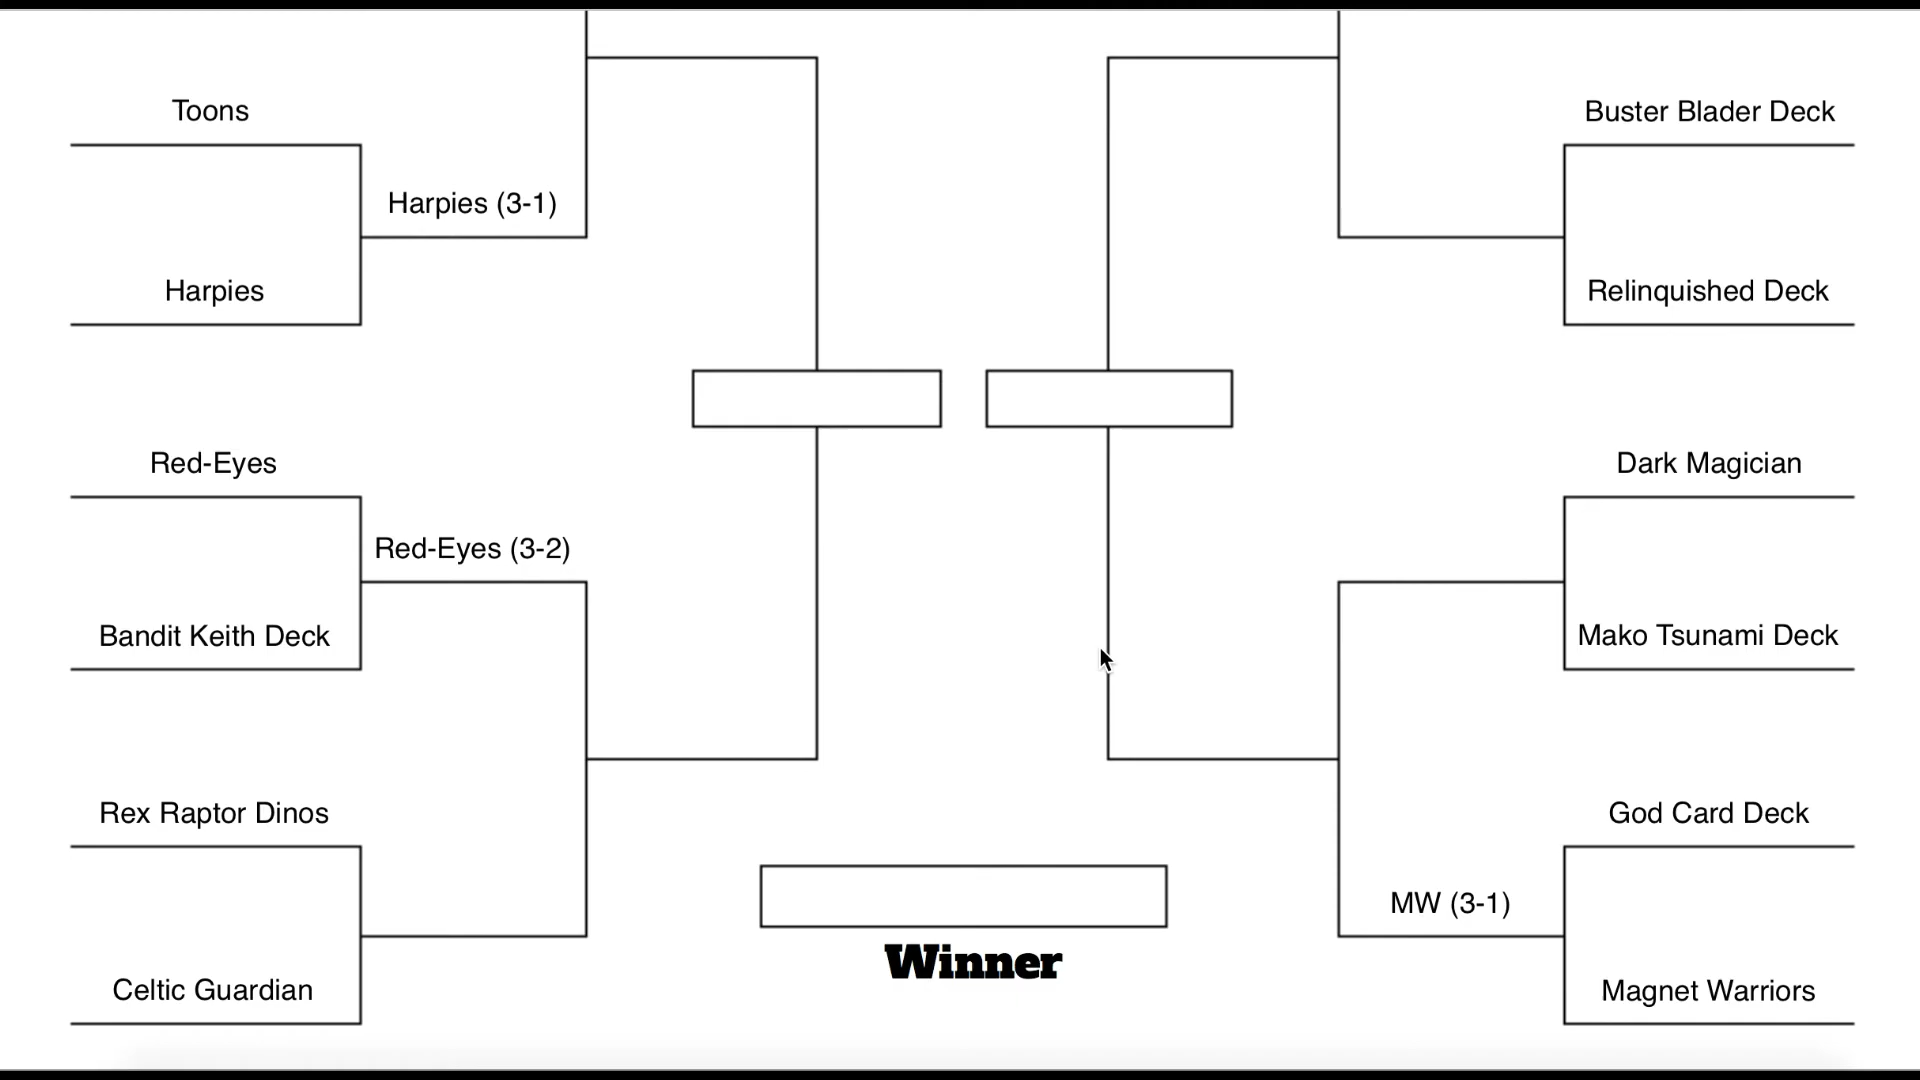 Toons
Harpies (3-1)
Harpies
Red-Eyes
Red-Eyes (3-2)
Bandit Keith Deck
Rex Raptor Dinos
Celtic Guardian
Winner
Buster Blader Deck
Relinquished Deck
Dark Magician
Mako Tsunami Deck
God Card Deck
MW (3-1)
Magnet Warriors